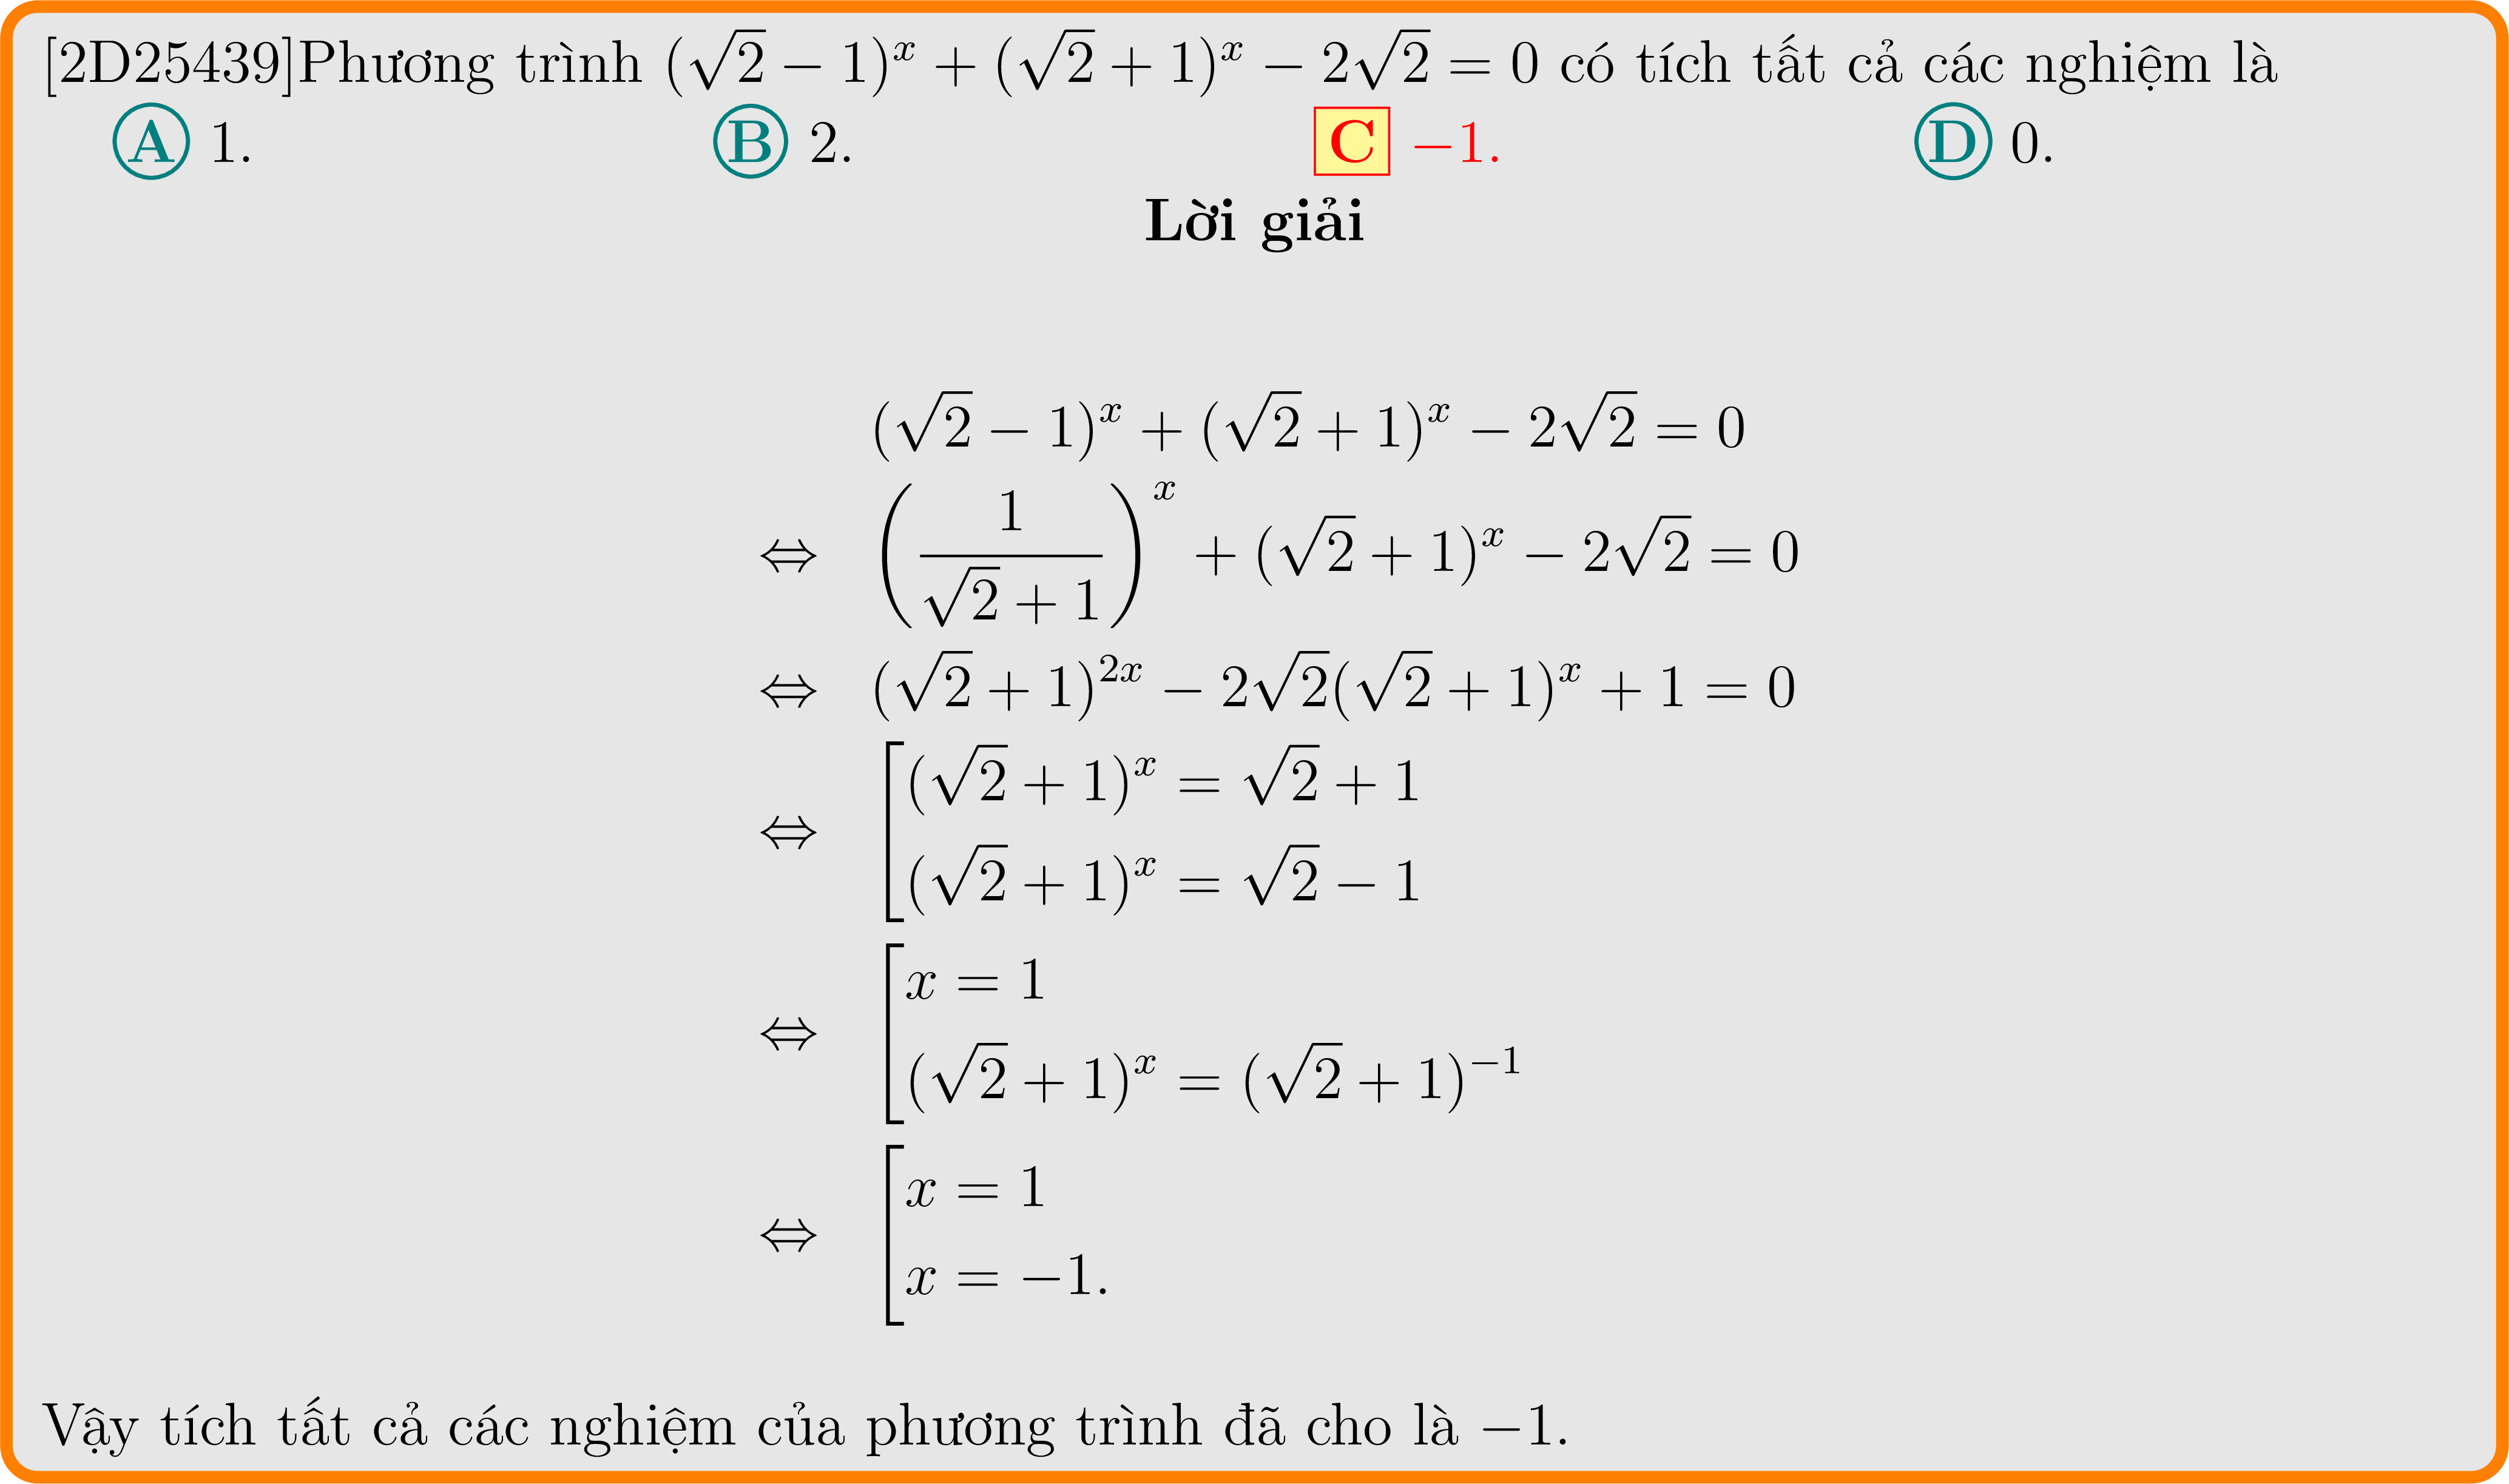 [2D25439]Phương trình $(\sqrt{2}-1)^x + (\sqrt{2}+1)^x - 2\sqrt{2} = 0$ có tích tất cả các nghiệm là
A 1. B 2. C −1. D 0.
Lời giải
$(\sqrt{2}-1)^x + (\sqrt{2}+1)^x - 2\sqrt{2} = 0$
$\Leftrightarrow \left(\frac{1}{\sqrt{2}+1}\right)^x + (\sqrt{2}+1)^x - 2\sqrt{2} = 0$
$\Leftrightarrow (\sqrt{2}+1)^{2x} - 2\sqrt{2}(\sqrt{2}+1)^x + 1 = 0$
$\Leftrightarrow \left[\begin{array}{l} (\sqrt{2}+1)^x = \sqrt{2}+1 \\ (\sqrt{2}+1)^x = \sqrt{2}-1 \end{array}\right.$
$\Leftrightarrow \left[\begin{array}{l} x = 1 \\ (\sqrt{2}+1)^x = (\sqrt{2}+1)^{-1} \end{array}\right.$
$\Leftrightarrow \left[\begin{array}{l} x = 1 \\ x = -1. \end{array}\right.$
Vậy tích tất cả các nghiệm của phương trình đã cho là −1.